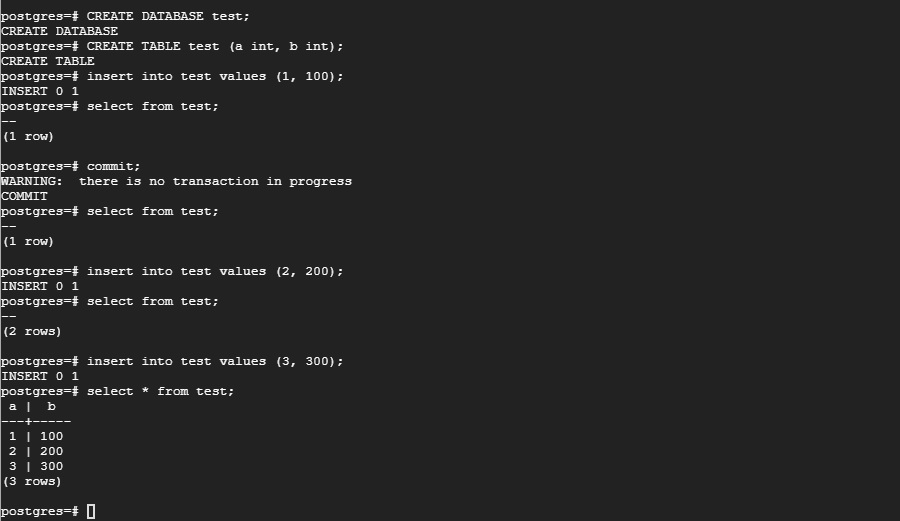 postgres=# CREATE DATABASE test;
CREATE DATABASE
postgres=# CREATE TABLE test (a int, b int);
CREATE TABLE
postgres=# insert into test values (1, 100);
INSERT 0 1
postgres=# select from test;
--
(1 row)

postgres=# commit;
WARNING:  there is no transaction in progress
COMMIT
postgres=# select from test;
--
(1 row)

postgres=# insert into test values (2, 200);
INSERT 0 1
postgres=# select from test;
--
(2 rows)

postgres=# insert into test values (3, 300);
INSERT 0 1
postgres=# select * from test;
 a |  b
---+-----
 1 | 100
 2 | 200
 3 | 300
(3 rows)

postgres=#